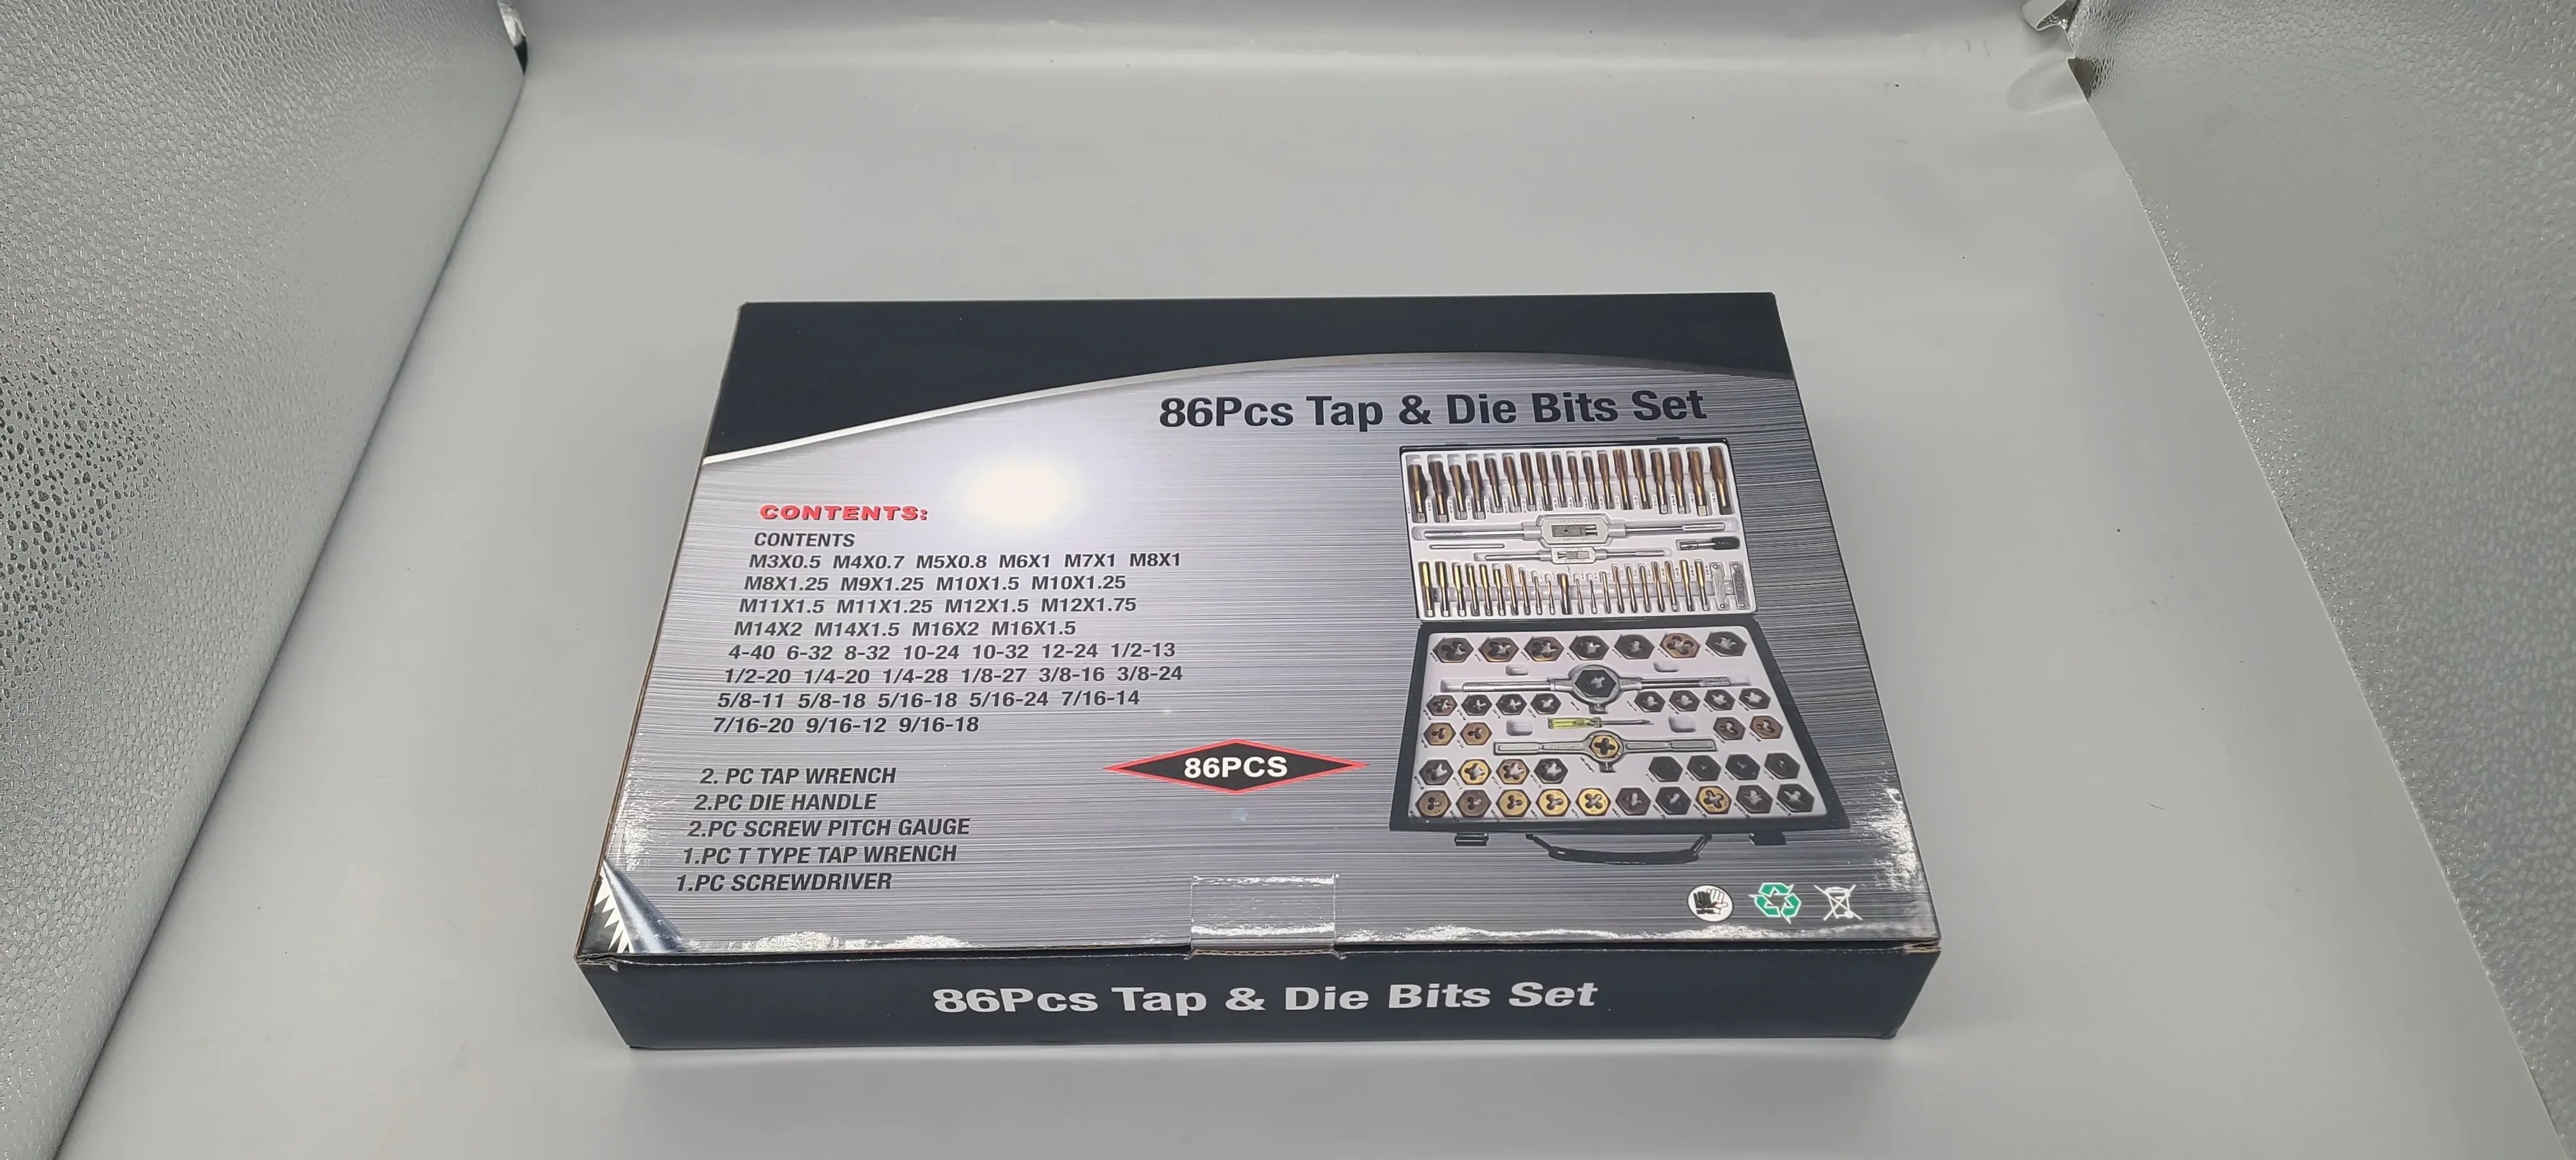 86Pcs Tap & Die Bits Set
CONTENTS:
CONTENTS
M3X0.5 M4X0.7 M5X0.8 M6X1 M7X1 M8X1
M8X1.25 M9X1.25 M10X1.5 M10X1.25
M11X1.5 M11X1.25 M12X1.5 M12X1.75
M14X2 M14X1.5 M16X2 M16X1.5
4-40 6-32 8-32 10-24 10-32 12-24 1/2-13
1/2-20 1/4-20 1/4-28 1/8-27 3/8-16 3/8-24
5/8-11 5/8-18 5/16-18 5/16-24 7/16-14
7/16-20 9/16-12 9/16-18
2. PC TAP WRENCH
2.PC DIE HANDLE
2.PC SCREW PITCH GAUGE
1.PC T TYPE TAP WRENCH
1.PC SCREWDRIVER
86PCS
86Pcs Tap & Die Bits Set